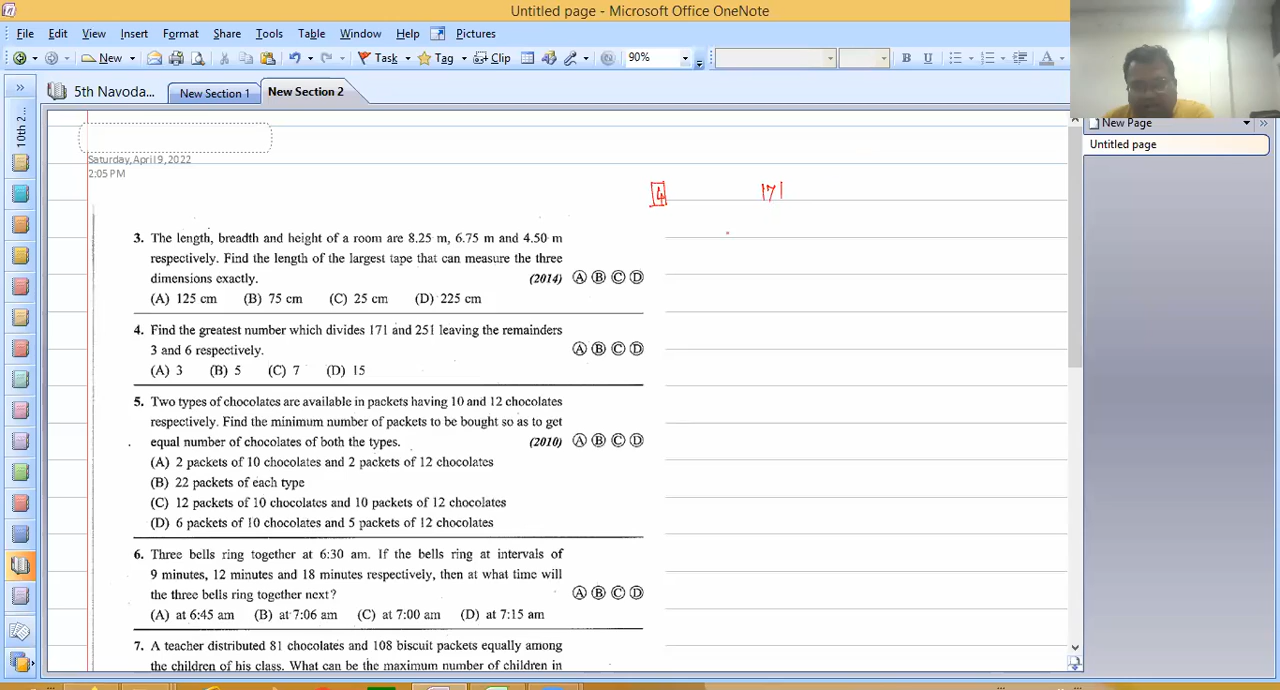 Untitled page - Microsoft Office OneNote
File Edit View Insert Format Share Tools Table Window Help Pictures
New Task Tag Clip 90% B U A
5th Navoda... New Section 1 New Section 2
10th 2...
New Page
Untitled page
Saturday, April 9, 2022
2:05 PM
4 171
3. The length, breadth and height of a room are 8.25 m, 6.75 m and 4.50 m
respectively. Find the length of the largest tape that can measure the three
dimensions exactly. (2014) A B C D
(A) 125 cm (B) 75 cm (C) 25 cm (D) 225 cm
4. Find the greatest number which divides 171 and 251 leaving the remainders
3 and 6 respectively. A B C D
(A) 3 (B) 5 (C) 7 (D) 15
5. Two types of chocolates are available in packets having 10 and 12 chocolates
respectively. Find the minimum number of packets to be bought so as to get
equal number of chocolates of both the types. (2010) A B C D
(A) 2 packets of 10 chocolates and 2 packets of 12 chocolates
(B) 22 packets of each type
(C) 12 packets of 10 chocolates and 10 packets of 12 chocolates
(D) 6 packets of 10 chocolates and 5 packets of 12 chocolates
6. Three bells ring together at 6:30 am. If the bells ring at intervals of
9 minutes, 12 minutes and 18 minutes respectively, then at what time will
the three bells ring together next? A B C D
(A) at 6:45 am (B) at 7:06 am (C) at 7:00 am (D) at 7:15 am
7. A teacher distributed 81 chocolates and 108 biscuit packets equally among
the children of his class. What can be the maximum number of children in